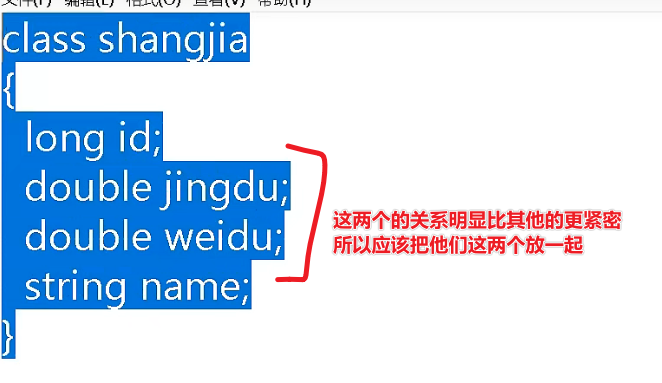 文件(F) 编辑(E) 格式(O) 查看(V) 帮助(H)
class shangjia
{
long id;
double jingdu;
double weidu;
string name;
}
这两个的关系明显比其他的更紧密
所以应该把他们这两个放一起